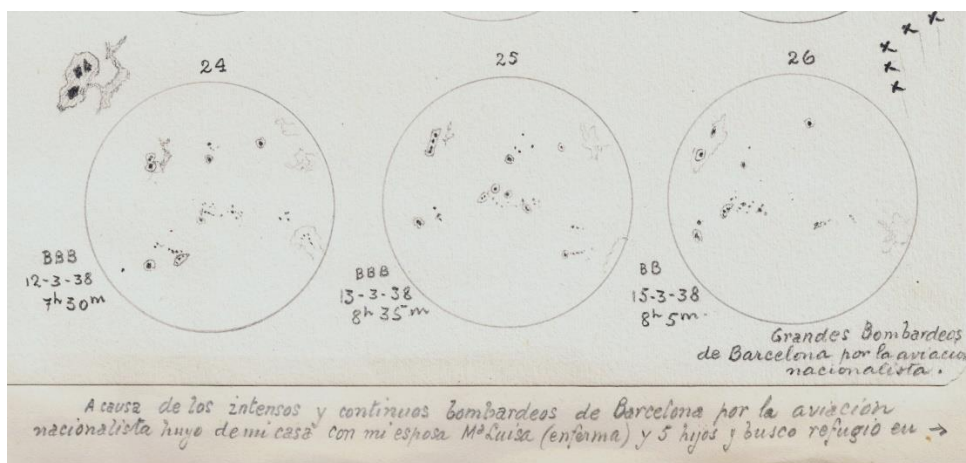 24
25
26
BBB
12-3-38
7h 30m
BBB
13-3-38
8h 35m
BB
15-3-38
8h 5m.
Grandes Bombardeos
de Barcelona por la aviacio
nacionalista.
A causa de los intensos y continuos bombardeos de Barcelona por la aviación
nacionalista huyo de mi casa con mi esposa Mª Luisa (enferma) y 5 hijos y busco refugio en →